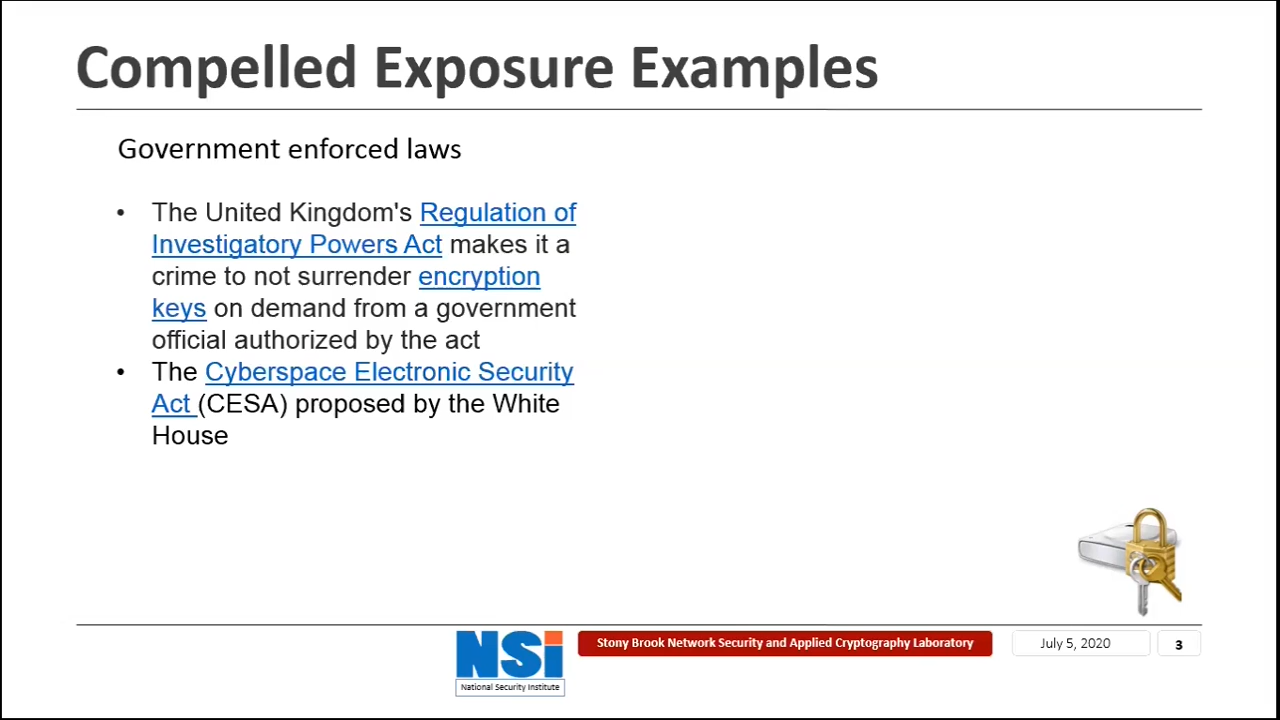 Compelled Exposure Examples
Government enforced laws
• The United Kingdom's Regulation of
Investigatory Powers Act makes it a
crime to not surrender encryption
keys on demand from a government
official authorized by the act
• The Cyberspace Electronic Security
Act (CESA) proposed by the White
House
NSi
National Security Institute
Stony Brook Network Security and Applied Cryptography Laboratory
July 5, 2020
3